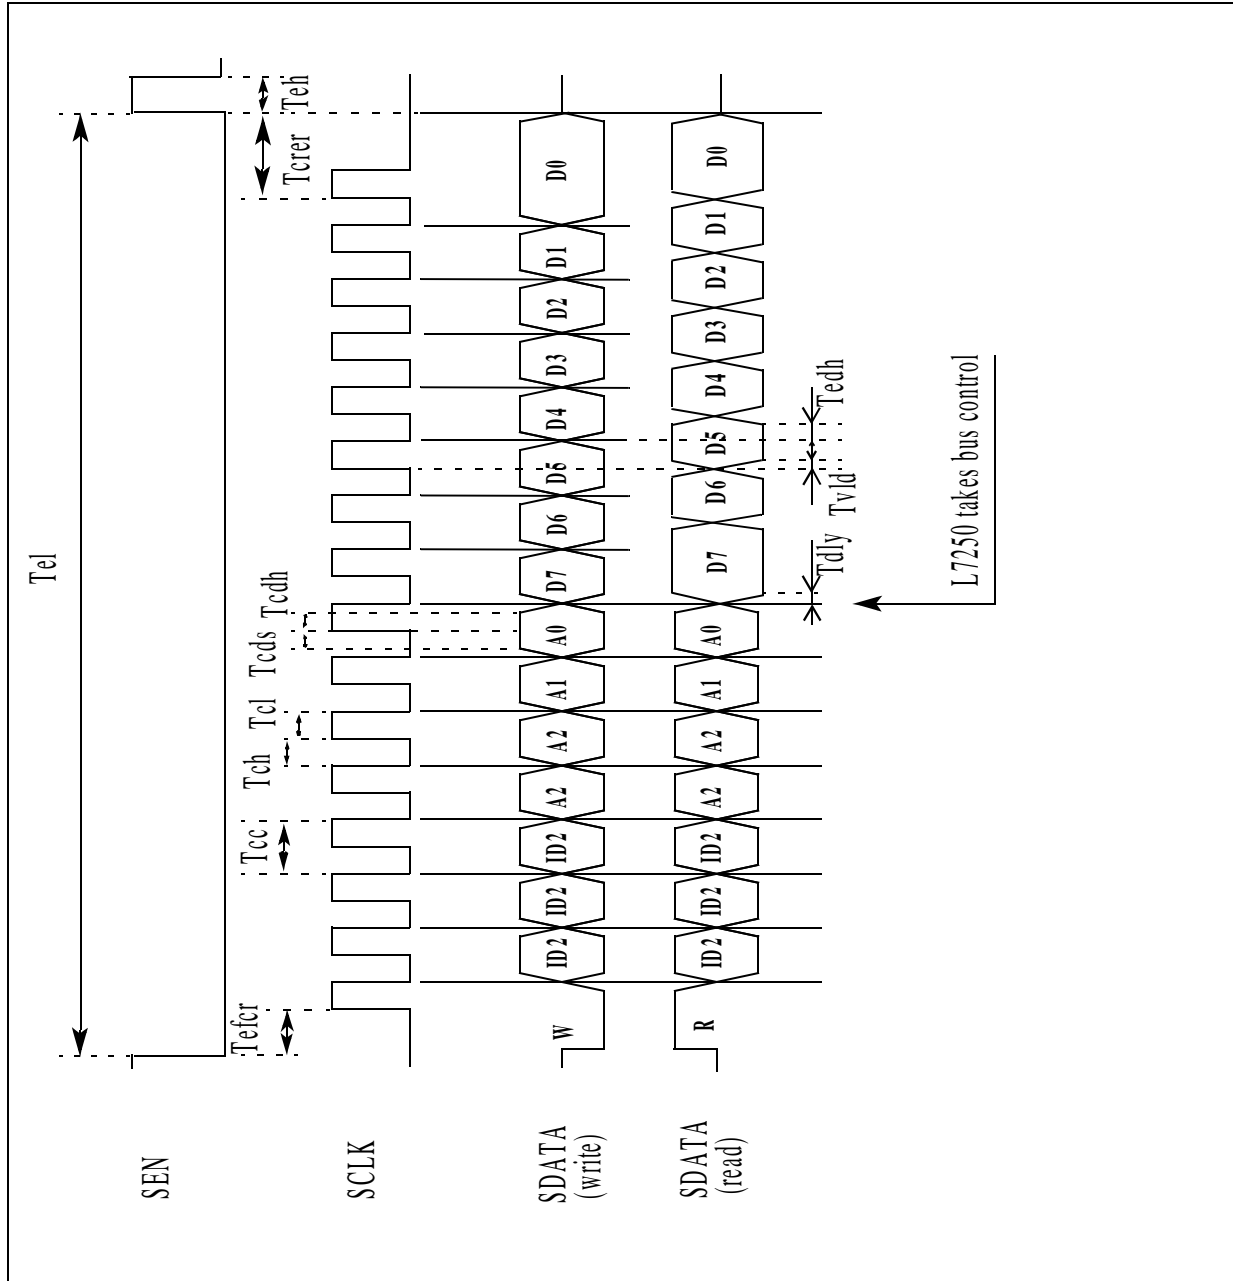 Tel
SEN
Tefcr
Tcc
Tch
Tcl
Tcds
Tcdh
Tcrer
Teh
SCLK
SDATA
(write)
W
ID2
ID2
ID2
A2
A2
A1
A0
D7
D6
D5
D4
D3
D2
D1
D0
SDATA
(read)
R
ID2
ID2
ID2
A2
A2
A1
A0
D7
D6
D5
D4
D3
D2
D1
D0
Tdly
Tvld
Tedh
L7250 takes bus control